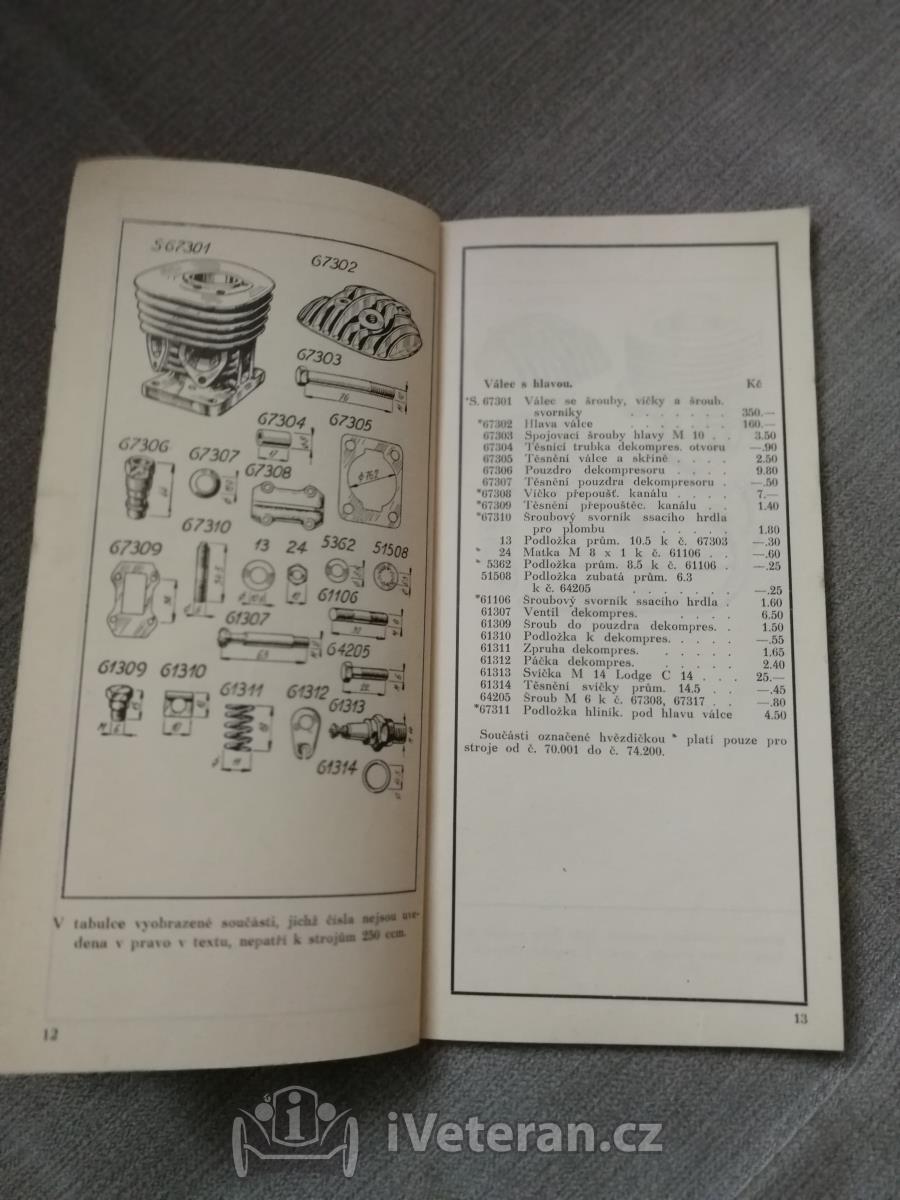 S67301
67302
67303
76
67304
67305
67306
67307
67308
φ 76.2
67309
67310
13
24
5362
51508
61106
61307
63
64205
61309
61310
61311
61312
61313
61314
V tabulce vyobrazené součásti, jichž čísla nejsou uve-
dena v pravo v textu, nepatří k strojům 250 ccm.
12
Válec s hlavou. Kč
*S. 67301 Válec se šrouby, víčky a šroub.
svorníky . . . . . . . 350.—
*67302 Hlava válce . . . . . . 160.—
67303 Spojovací šrouby hlavy M 10 . . 3.50
67304 Těsnící trubka dekompres. otvoru —.90
67305 Těsnění válce a skříně . . . . 2.50
67306 Pouzdro dekompresoru . . . . 9.80
67307 Těsnění pouzdra dekompresoru . —.50
*67308 Víčko přepoušť. kanálu . . . . 7.—
*67309 Těsnění přepouštěc. kanálu . . 1.40
*67310 Šroubový svorník ssacího hrdla
pro plombu . . . . . 1.80
13 Podložka prům. 10.5 k č. 67303 —.30
* 24 Matka M 8 x 1 k č. 61106 . . —.60
* 5362 Podložka prům. 8.5 k č. 61106 . —.25
51508 Podložka zubatá prům. 6.3
k č. 64205 . . . . . . . —.25
*61106 Šroubový svorník ssacího hrdla . 1.60
61307 Ventil dekompres. . . . . 6.50
61309 Šroub do pouzdra dekompres. . 1.50
61310 Podložka k dekompres. . . . . —.55
61311 Zpruha dekompres. . . . . . 1.65
61312 Páčka dekompres. . . . . . 2.40
61313 Svíčka M 14 Lodge C 14 . . . 25.—
61314 Těsnění svíčky prům. 14.5 . . —.45
64205 Šroub M 6 k č. 67308, 67317 . . —.80
*67311 Podložka hliník. pod hlavu válce 4.50
Součásti označené hvězdičkou * platí pouze pro
stroje od č. 70.001 do č. 74.200.
13
iVeteran.cz